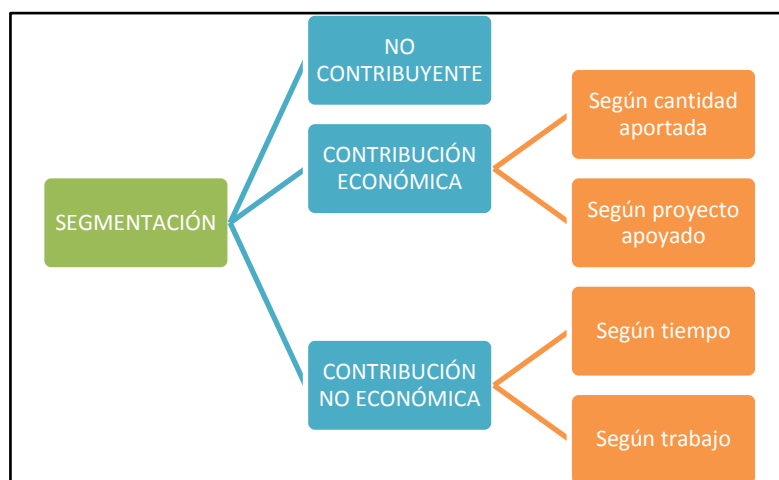 SEGMENTACIÓN
NO
CONTRIBUYENTE
CONTRIBUCIÓN
ECONÓMICA
Según cantidad
aportada
Según proyecto
apoyado
CONTRIBUCIÓN
NO ECONÓMICA
Según tiempo
Según trabajo